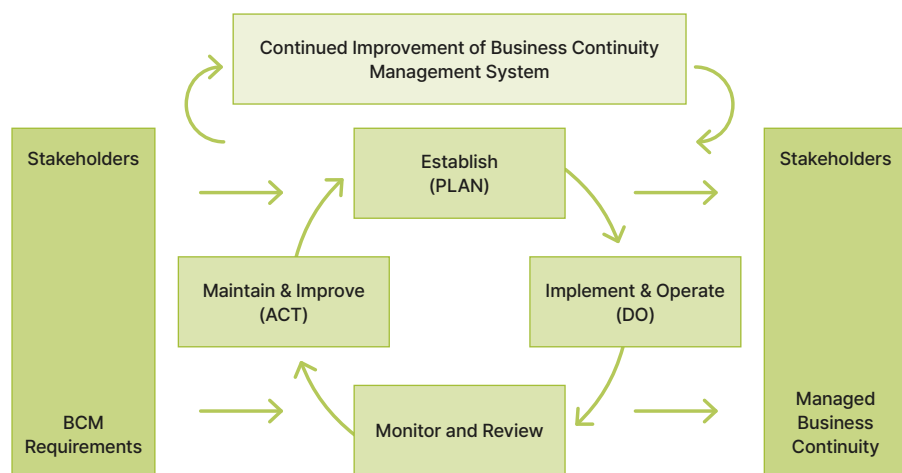 Continued Improvement of Business Continuity
Management System
Stakeholders
Establish
(PLAN)
Stakeholders
Maintain & Improve
(ACT)
Implement & Operate
(DO)
BCM
Requirements
Monitor and Review
Managed
Business
Continuity